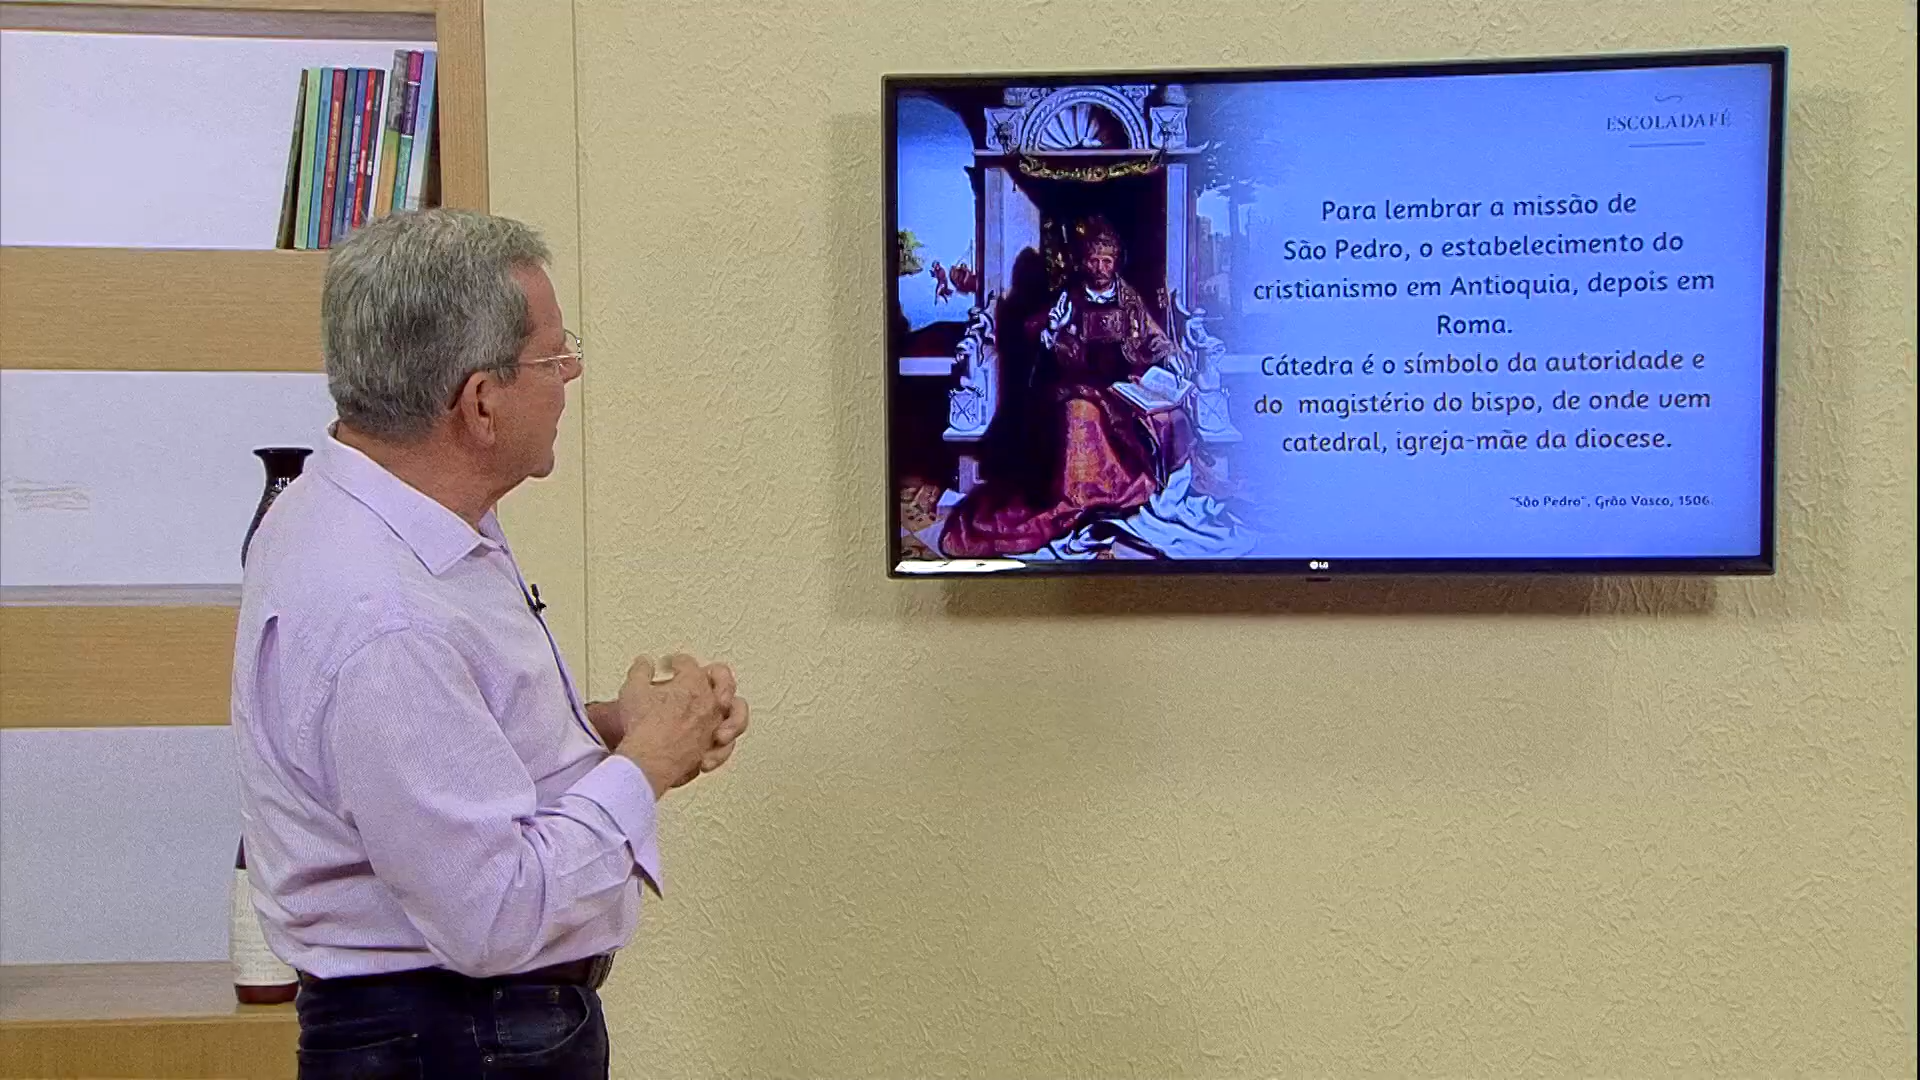 ESCOLADAFÉ
Para lembrar a missão de
São Pedro, o estabelecimento do
cristianismo em Antioquia, depois em
Roma.
Cátedra é o símbolo da autoridade e
do magistério do bispo, de onde vem
catedral, igreja-mãe da diocese.
"São Pedro", Grão Vasco, 1506.
LG